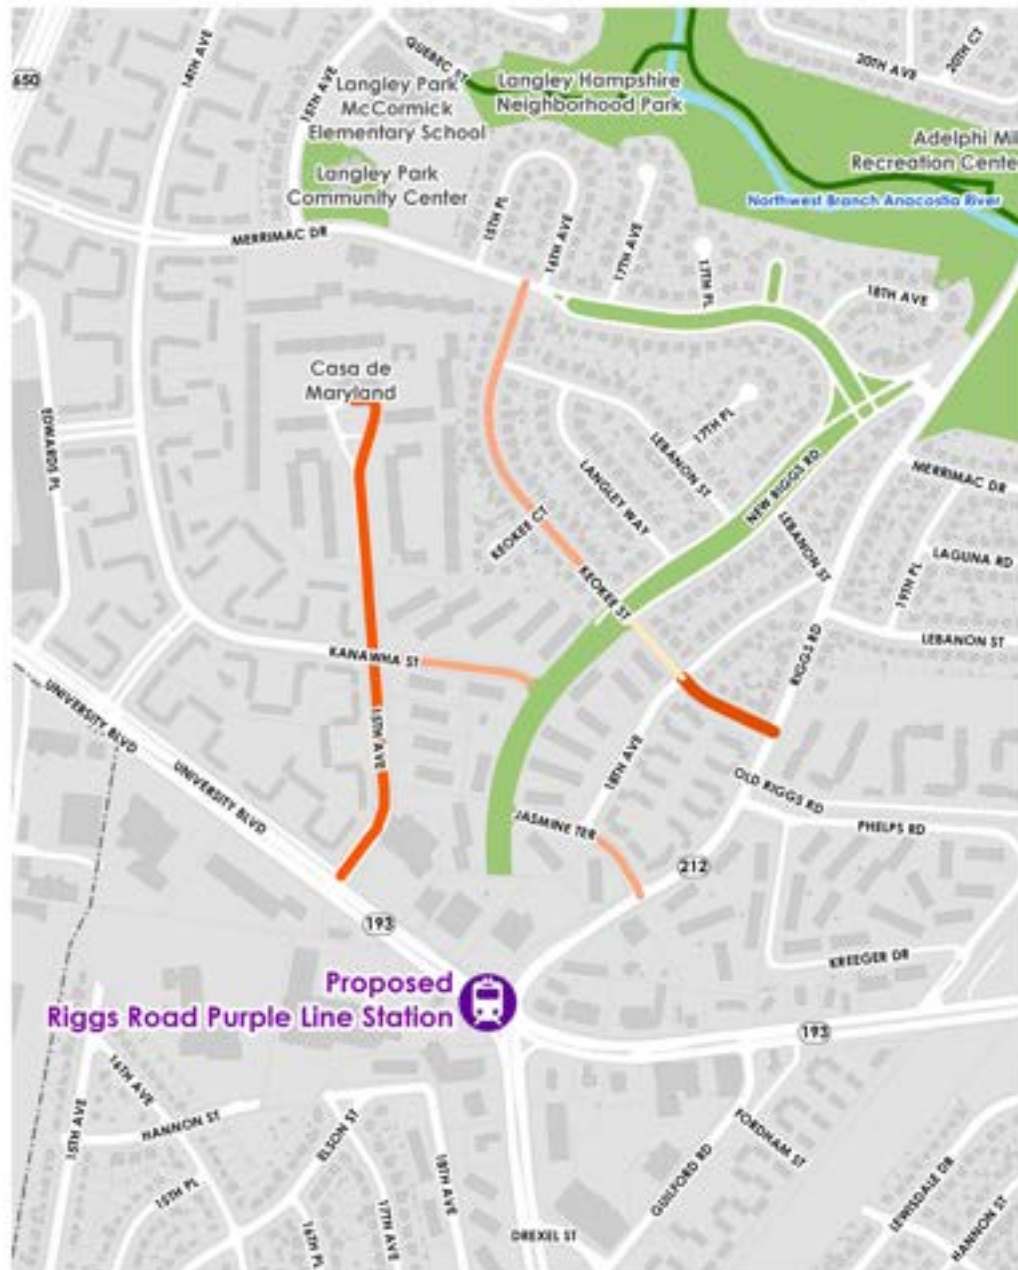 650
14TH AVE
15TH AVE
QUEBEC ST
Langley Park
McCormick
Elementary School
Langley Hampshire
Neighborhood Park
20TH AVE
20TH CT
Adelphi Mil
Recreation Cente
Langley Park
Community Center
Northwest Branch Anacostia River
MERRIMAC DR
15TH PL
16TH AVE
17TH AVE
17TH PL
18TH AVE
Casa de
Maryland
EDWARDS PL
17TH PL
LEBANON ST
LANGLEY WAY
NEW RIGGS RD
MERRIMAC DR
KEOKEE CT
LEBANON ST
LAGUNA RD
19TH PL
KEOKEE ST
LEBANON ST
RIGGS RD
KANAWHA ST
UNIVERSITY BLVD
15TH AVE
UNIVERSITY BLVD
18TH AVE
OLD RIGGS RD
JASMINE TER
PHELPS RD
212
193
KREEGER DR
Proposed
Riggs Road Purple Line Station
193
16TH AVE
15TH AVE
HANNON ST
ELSON ST
FORDHAM ST
18TH AVE
GUILFORD RD
15TH PL
17TH AVE
16TH PL
LEWISDALE DR
HANNON ST
DREXEL ST